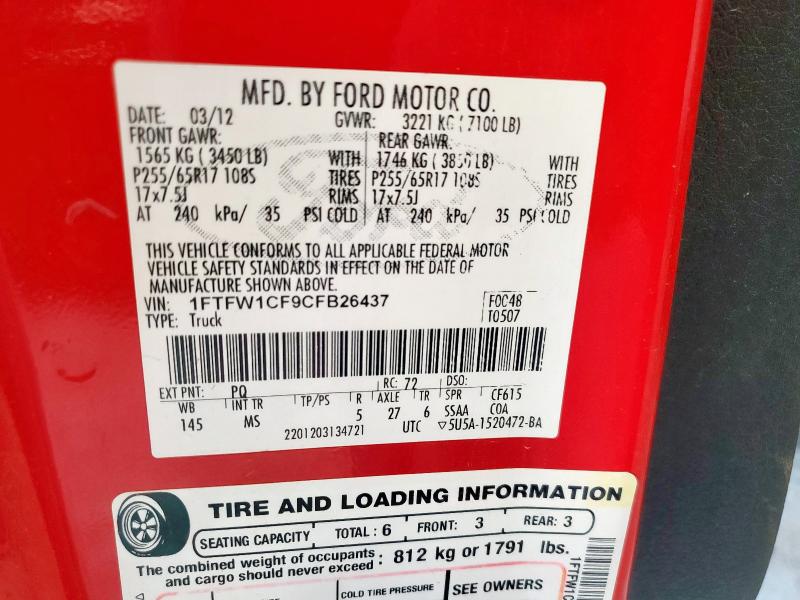 MFD. BY FORD MOTOR CO.
DATE: 03/12 GVWR: 3221 KG ( 7100 LB)
FRONT GAWR: REAR GAWR:
1565 KG ( 3450 LB) WITH 1746 KG ( 3850 LB) WITH
P255/65R17 108S TIRES P255/65R17 108S TIRES
17x7.5J RIMS 17x7.5J RIMS
AT 240 kPa/ 35 PSI COLD AT 240 kPa/ 35 PSI COLD
THIS VEHICLE CONFORMS TO ALL APPLICABLE FEDERAL MOTOR
VEHICLE SAFETY STANDARDS IN EFFECT ON THE DATE OF
MANUFACTURE SHOWN ABOVE.
VIN: 1FTFW1CF9CFB26437 F0C48
TYPE: Truck T0507
EXT PNT: PQ RC: 72 DSO:
WB INT TR TP/PS R AXLE TR SPR CF615
145 MS 5 27 6 SSAA COA
2201203134721 UTC ▽5U5A-1520472-BA
TIRE AND LOADING INFORMATION
SEATING CAPACITY TOTAL : 6 FRONT: 3 REAR: 3
The combined weight of occupants and cargo should never exceed : 812 kg or 1791 lbs.
COLD TIRE PRESSURE SEE OWNERS
1FTFW1C